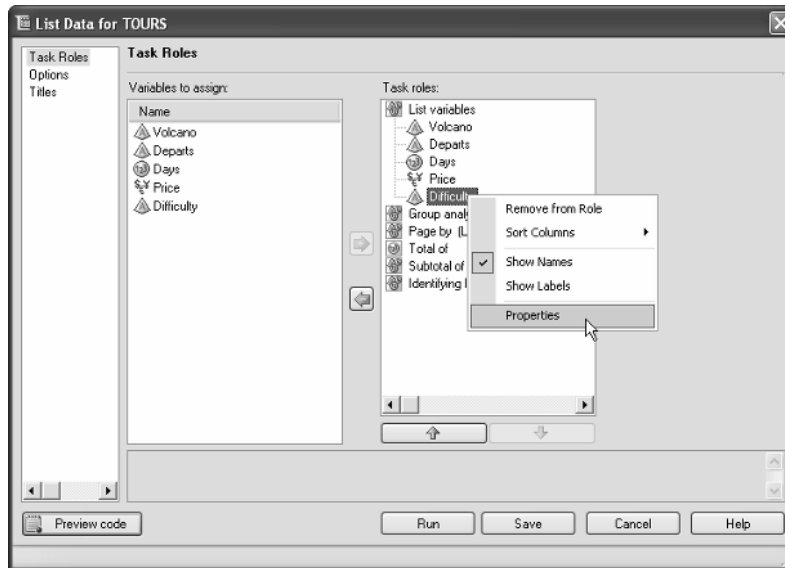 List Data for TOURS
Task Roles
Options
Titles
Task Roles
Variables to assign:
Name
Volcano
Departs
Days
Price
Difficulty
Task roles:
List variables
Volcano
Departs
Days
Price
Difficulty
Group anal
Page by (L
Total of
Subtotal of
Identifying l
Remove from Role
Sort Columns
Show Names
Show Labels
Properties
Preview code
Run
Save
Cancel
Help